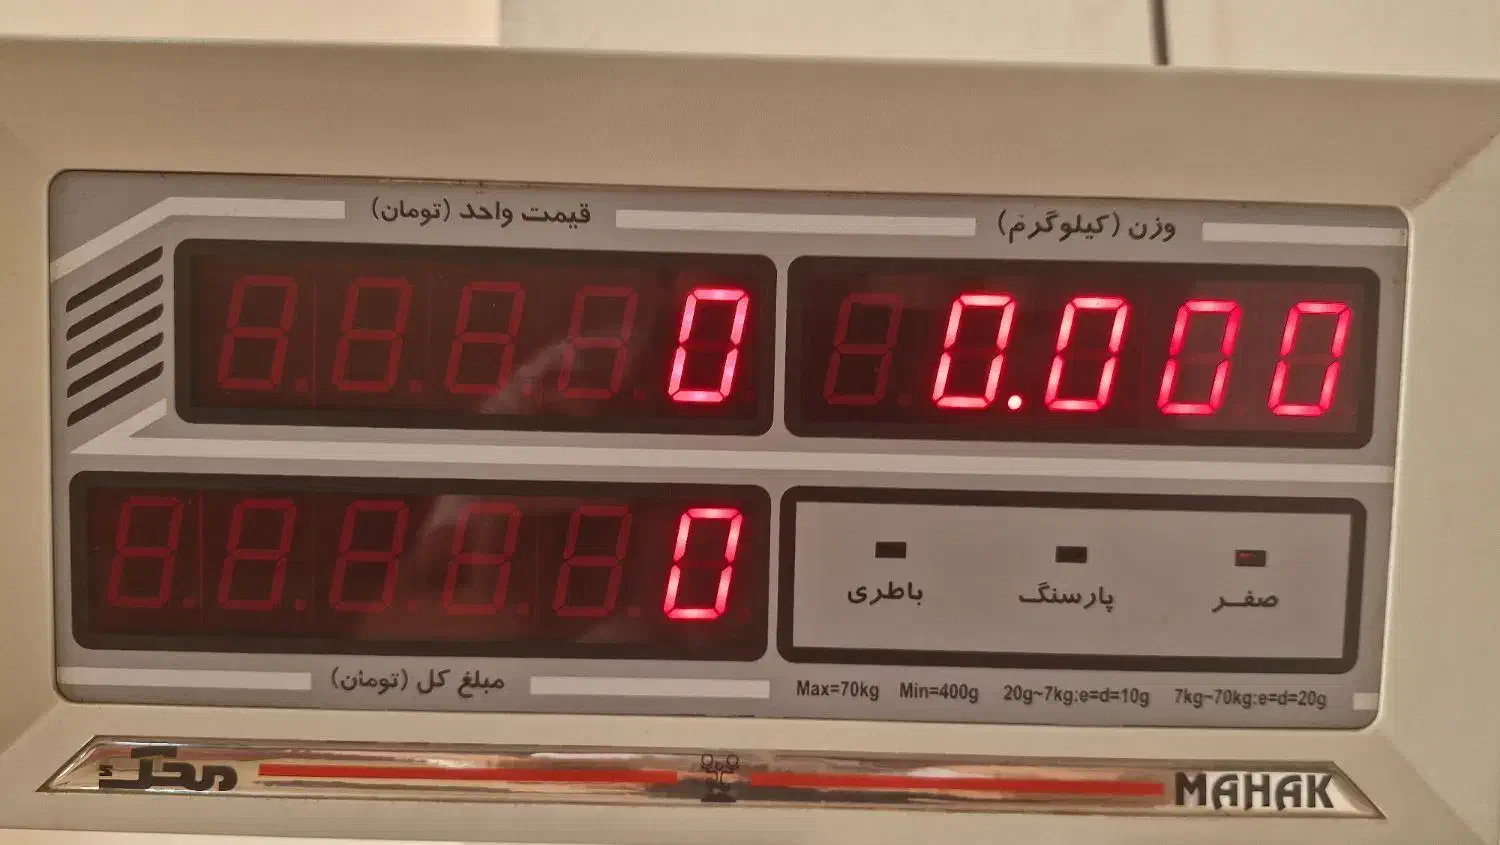 وزن (کیلوگرم)
قیمت واحد (تومان)
0.000
0
0
صفر
پارسنگ
باطری
مبلغ کل (تومان)
Max=70kg Min=400g 20g~7kg:e=d=10g 7kg~70kg:e=d=20g
محک
MAHAK